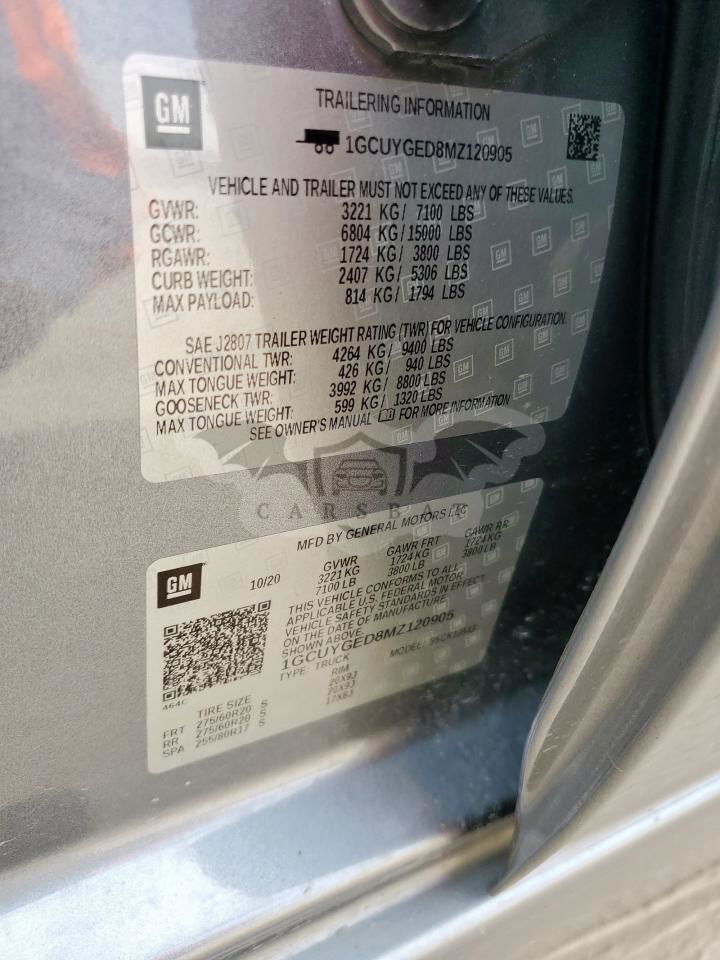 GM
TRAILERING INFORMATION
1GCUYGED8MZ120905
VEHICLE AND TRAILER MUST NOT EXCEED ANY OF THESE VALUES.
GVWR: 3221 KG / 7100 LBS
GCWR: 6804 KG / 15000 LBS
RGAWR: 1724 KG / 3800 LBS
CURB WEIGHT: 2407 KG / 5306 LBS
MAX PAYLOAD: 814 KG / 1794 LBS
SAE J2807 TRAILER WEIGHT RATING (TWR) FOR VEHICLE CONFIGURATION.
CONVENTIONAL TWR: 4264 KG / 9400 LBS
MAX TONGUE WEIGHT: 426 KG / 940 LBS
GOOSENECK TWR: 3992 KG / 8800 LBS
MAX TONGUE WEIGHT: 599 KG / 1320 LBS
SEE OWNER'S MANUAL FOR MORE INFORMATION
CARSBAT
MFD BY GENERAL MOTORS LLC
GM
10/20
GVWR GAWR FRT GAWR RR
3221 KG 1724 KG 1724 KG
7100 LB 3800 LB 3800 LB
THIS VEHICLE CONFORMS TO ALL
APPLICABLE U.S. FEDERAL MOTOR
VEHICLE SAFETY STANDARDS IN EFFECT
ON THE DATE OF MANUFACTURE
SHOWN ABOVE.
1GCUYGED8MZ120905
TYPE: TRUCK MODEL:
464C
TIRE SIZE RIM
FRT 275/60R20 S 20X9J
RR 275/60R20 S 20X9J
SPA 255/80R17 S 17X8J